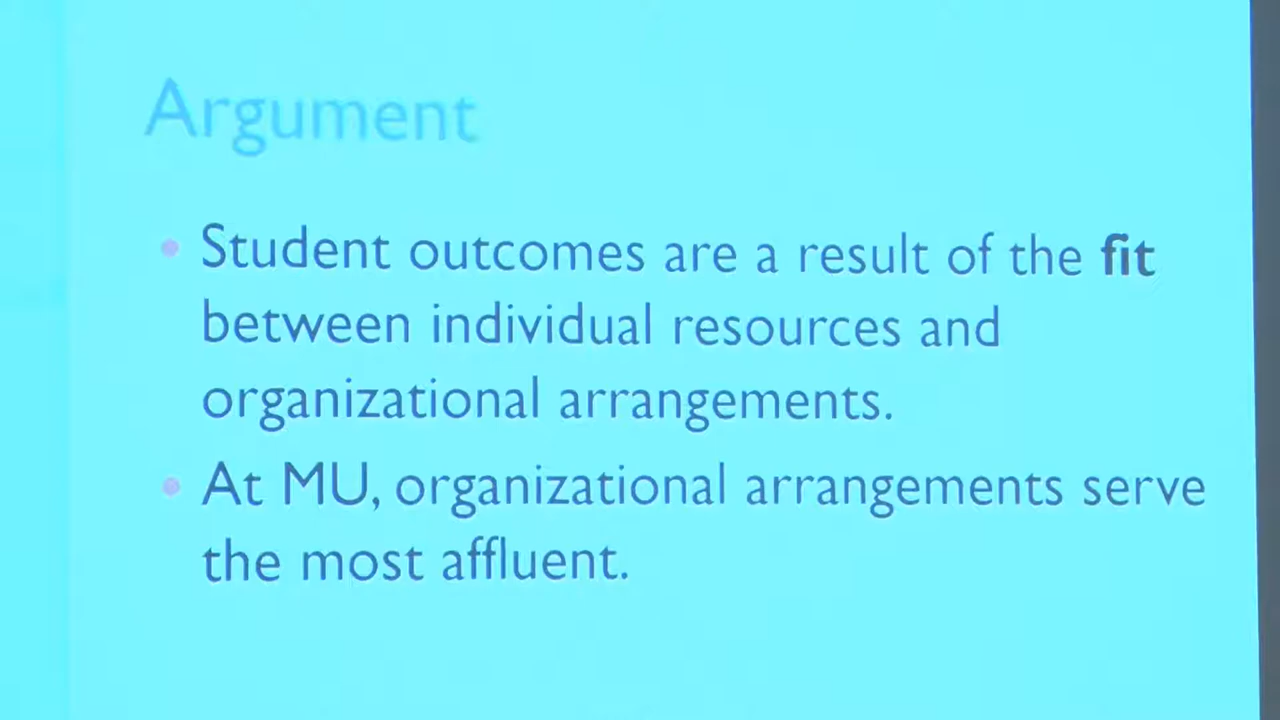 Argument
• Student outcomes are a result of the fit
between individual resources and
organizational arrangements.
• At MU, organizational arrangements serve
the most affluent.